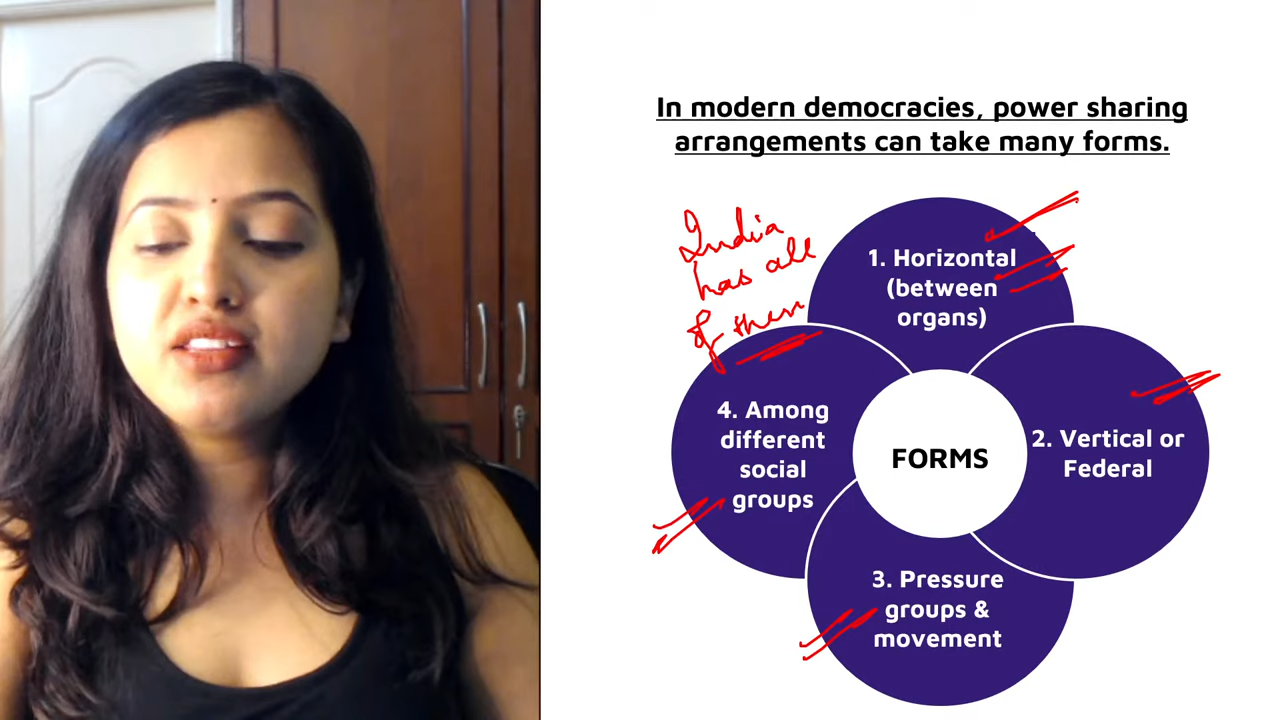 In modern democracies, power sharing
arrangements can take many forms.
India
has all
of them
1. Horizontal
(between
organs)
2. Vertical or
Federal
3. Pressure
groups &
movement
4. Among
different
social
groups
FORMS